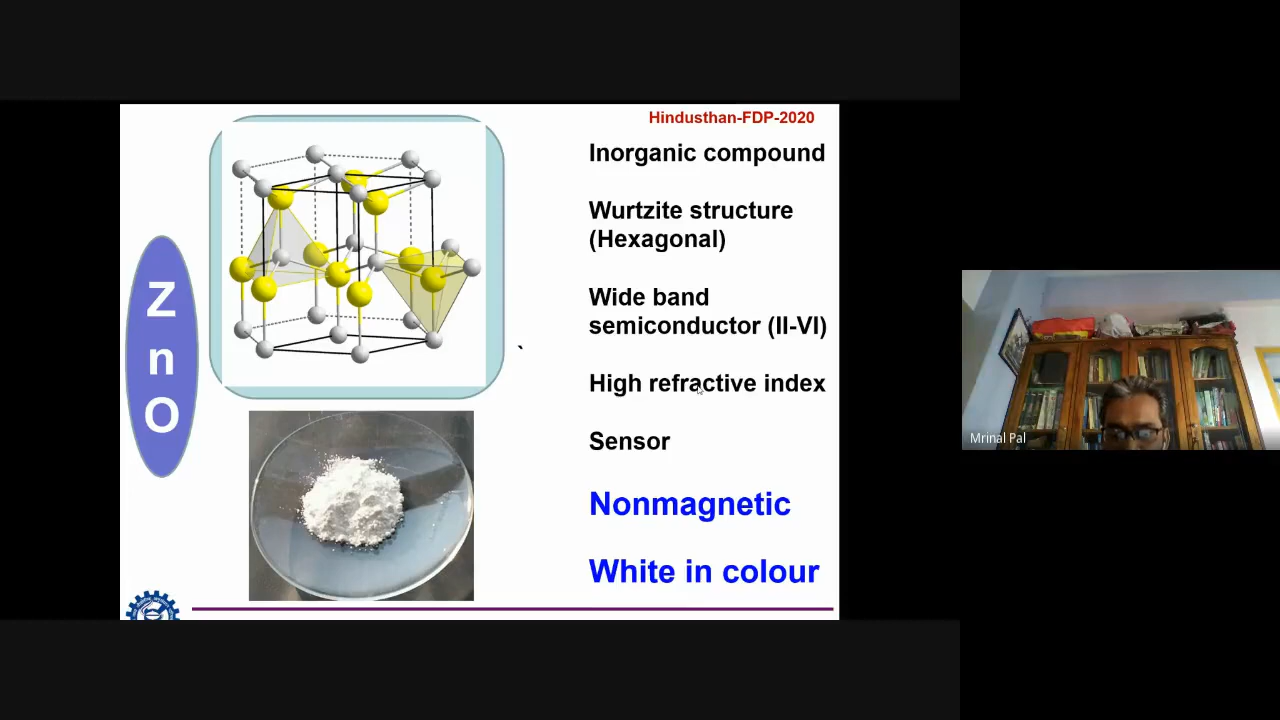 Hindusthan-FDP-2020
Z
n
O
Inorganic compound
Wurtzite structure
(Hexagonal)
Wide band
semiconductor (II-VI)
High refractive index
Sensor
Nonmagnetic
White in colour
Mrinal Pal